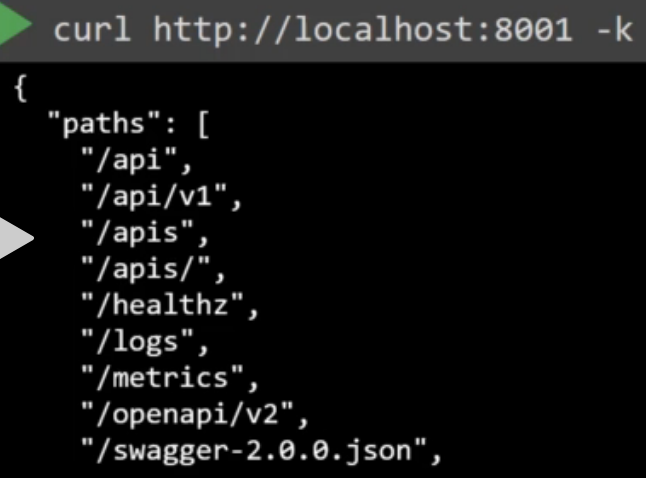 curl http://localhost:8001 -k
{
"paths": [
"/api",
"/api/v1",
"/apis",
"/apis/",
"/healthz",
"/logs",
"/metrics",
"/openapi/v2",
"/swagger-2.0.0.json",